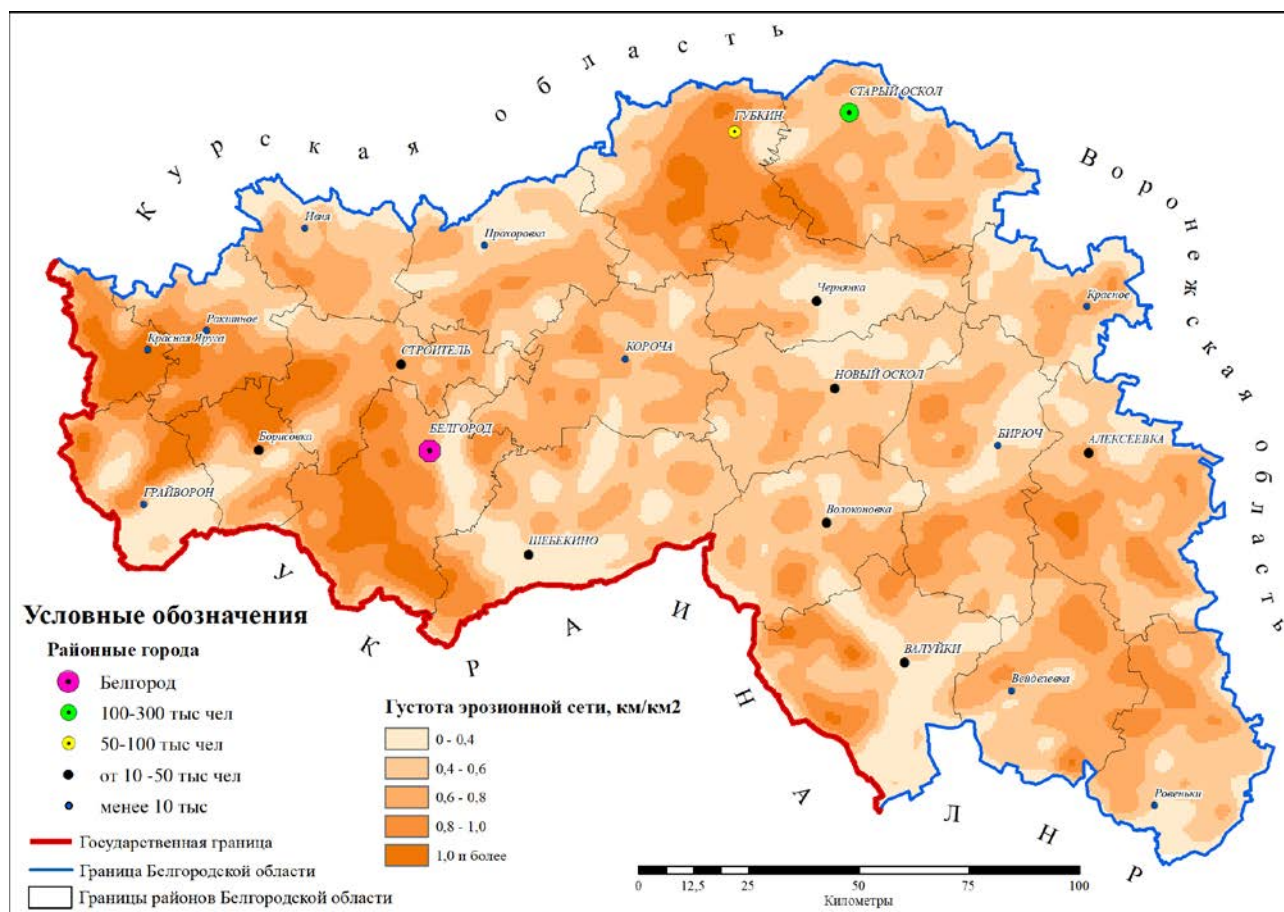 Курская область
Воронежская область
СТАРЫЙ ОСКОЛ
ГУБКИН
Ивня
Прохоровка
Чернянка
Красное
Ракитное
Красная Яруга
СТРОИТЕЛЬ
КОРОЧА
НОВЫЙ ОСКОЛ
БЕЛГОРОД
Борисовка
БИРЮЧ
АЛЕКСЕЕВКА
ГРАЙВОРОН
Волоконовка
ШЕБЕКИНО
УКРАИНА
ВАЛУЙКИ
Вейделевка
Ровеньки
ЛНР
Условные обозначения
Районные города
Белгород
100-300 тыс чел
50-100 тыс чел
от 10 -50 тыс чел
менее 10 тыс
Государственная граница
Граница Белгородской области
Границы районов Белгородской области
Густота эрозионной сети, км/км2
0 - 0,4
0,4 - 0,6
0,6 - 0,8
0,8 - 1,0
1,0 и более
0 12,5 25 50 75 100
Километры